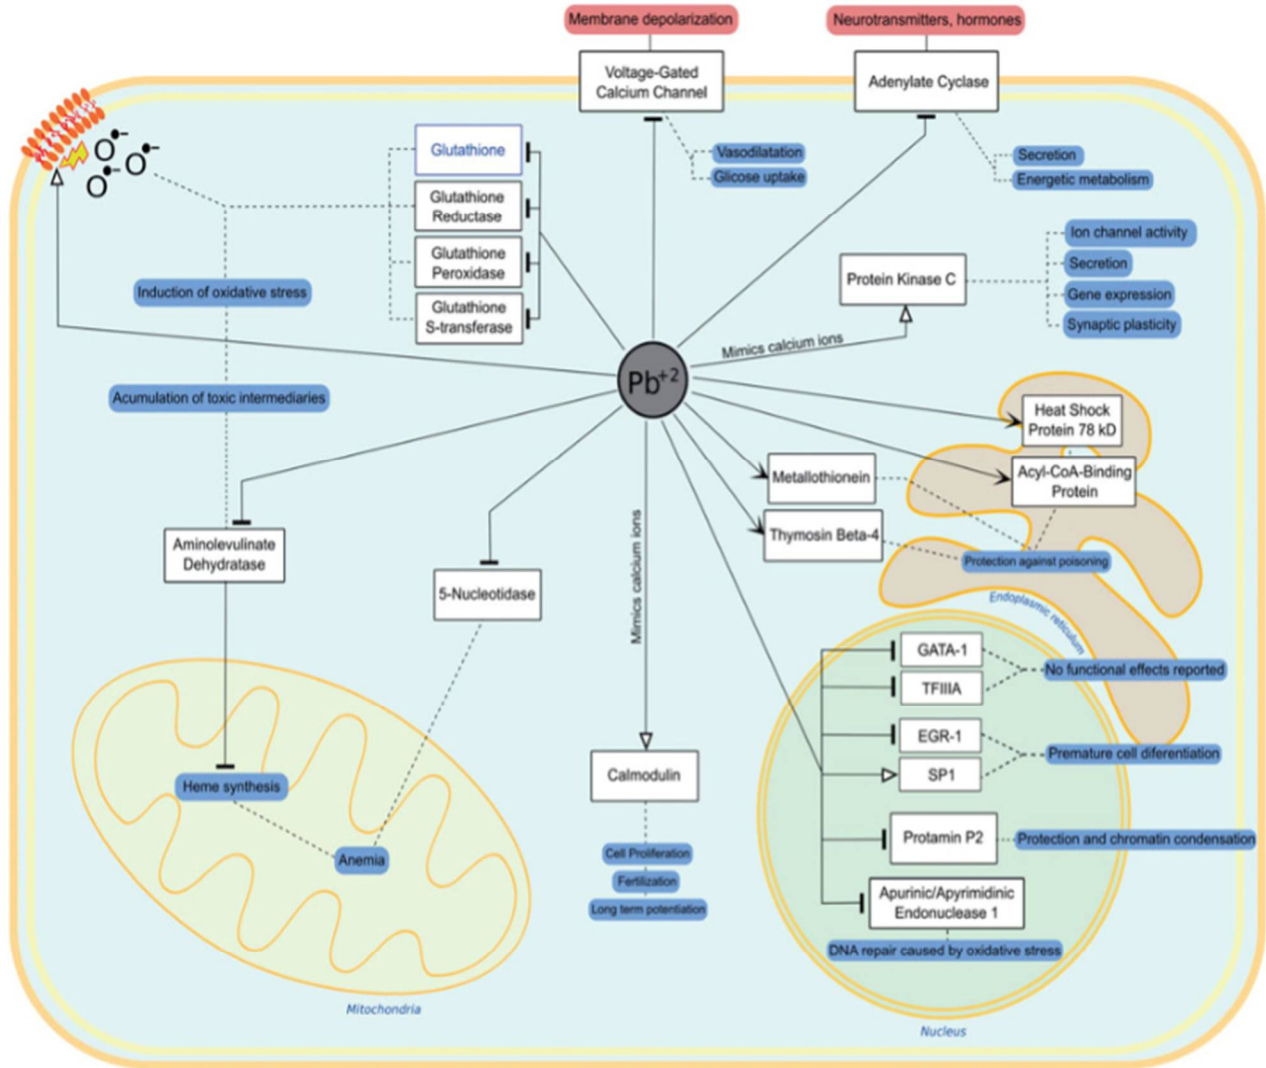 Membrane depolarization
Neurotransmitters, hormones
Voltage-Gated
Calcium Channel
Adenylate Cyclase
O•−
O•−
O•−
Glutathione
Vasodilatation
Glicose uptake
Secretion
Energetic metabolism
Glutathione
Reductase
Glutathione
Peroxidase
Glutathione
S-transferase
Ion channel activity
Secretion
Gene expression
Synaptic plasticity
Protein Kinase C
Induction of oxidative stress
Mimics calcium ions
Pb+2
Acumulation of toxic intermediaries
Heat Shock
Protein 78 kD
Acyl-CoA-Binding
Protein
Metallothionein
Thymosin Beta-4
Protection against poisoning
Endoplasmic reticulum
Aminolevulinate
Dehydratase
5-Nucleotidase
Mimics calcium ions
GATA-1
TFIIIA
No functional effects reported
EGR-1
SP1
Premature cell diferentiation
Calmodulin
Heme synthesis
Anemia
Cell Proliferation
Fertilization
Long term potentiation
Protamin P2
Protection and chromatin condensation
Apurinic/Apyrimidinic
Endonuclease 1
DNA repair caused by oxidative stress
Mitochondria
Nucleus